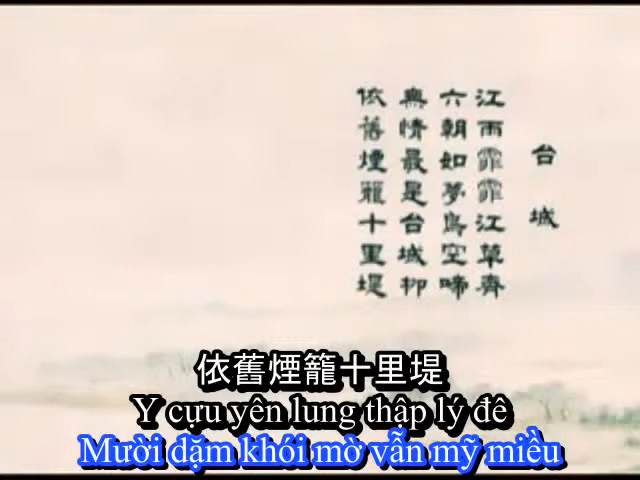 台城
江雨霏霏江草齊
六朝如夢鳥空啼
無情最是台城柳
依舊煙籠十里堤
依舊煙籠十里堤
Y cựu yên lung thập lý đê
Mười dặm khói mờ vẫn mỹ miều